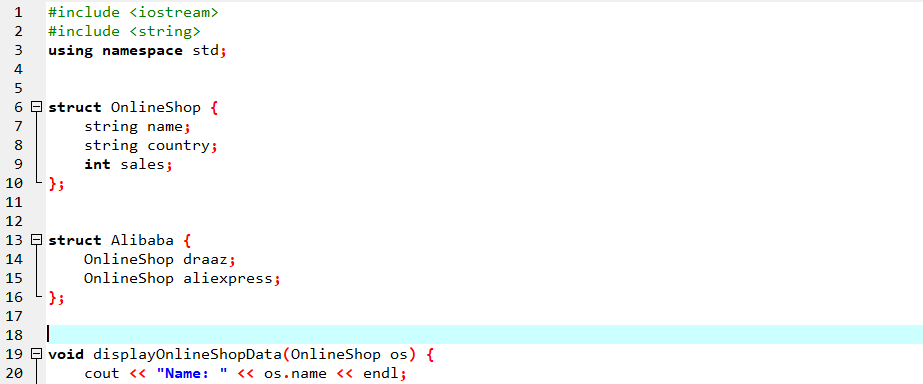 1 #include <iostream>
2 #include <string>
3 using namespace std;
4
5
6 struct OnlineShop {
7     string name;
8     string country;
9     int sales;
10 };
11
12
13 struct Alibaba {
14     OnlineShop draaz;
15     OnlineShop aliexpress;
16 };
17
18
19 void displayOnlineShopData(OnlineShop os) {
20     cout << "Name: " << os.name << endl;